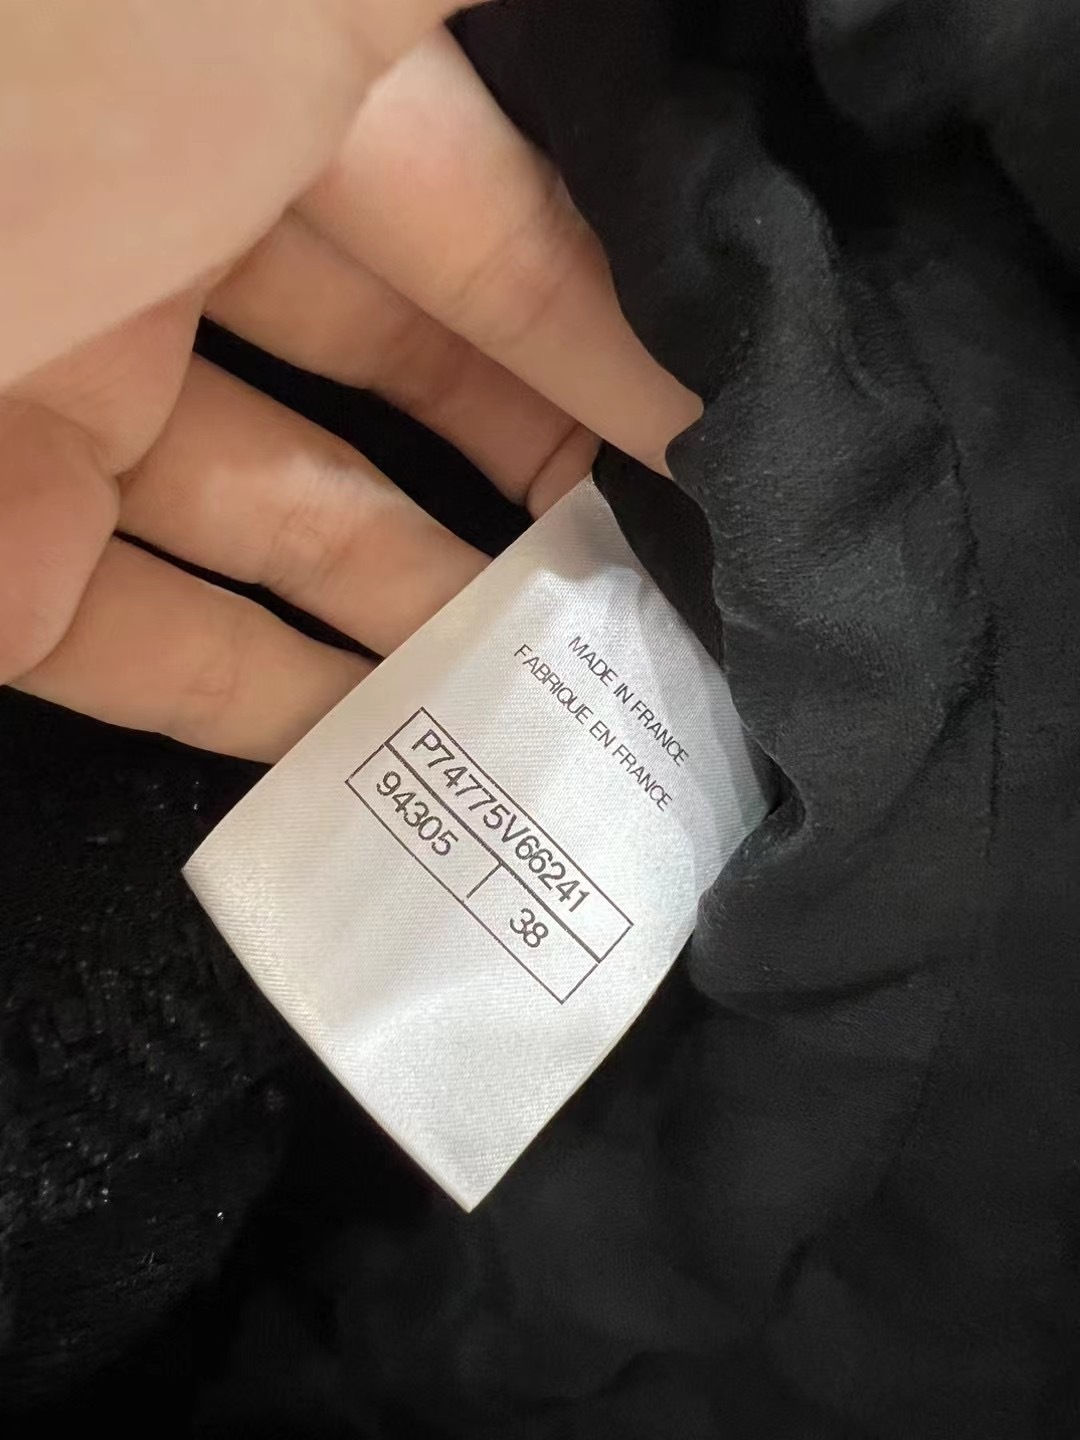 MADE IN FRANCE
FABRIQUE EN FRANCE
P74775V66241
94305 38